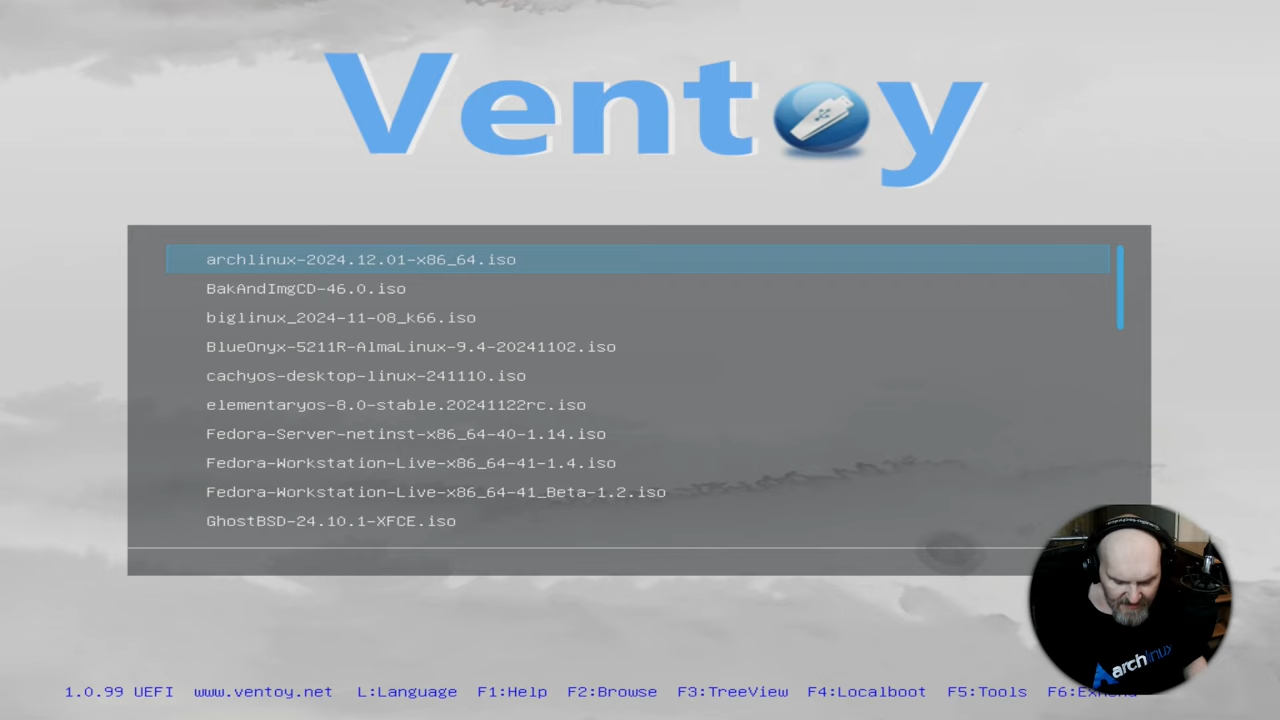 Ventoy
archlinux-2024.12.01-x86_64.iso
BakAndImgCD-46.0.iso
biglinux_2024-11-08_k66.iso
BlueOnyx-5211R-AlmaLinux-9.4-20241102.iso
cachyos-desktop-linux-241110.iso
elementaryos-8.0-stable.20241122rc.iso
Fedora-Server-netinst-x86_64-40-1.14.iso
Fedora-Workstation-Live-x86_64-41-1.4.iso
Fedora-Workstation-Live-x86_64-41_Beta-1.2.iso
GhostBSD-24.10.1-XFCE.iso
archlinux
1.0.99 UEFI www.ventoy.net L:Language F1:Help F2:Browse F3:TreeView F4:Localboot F5:Tools